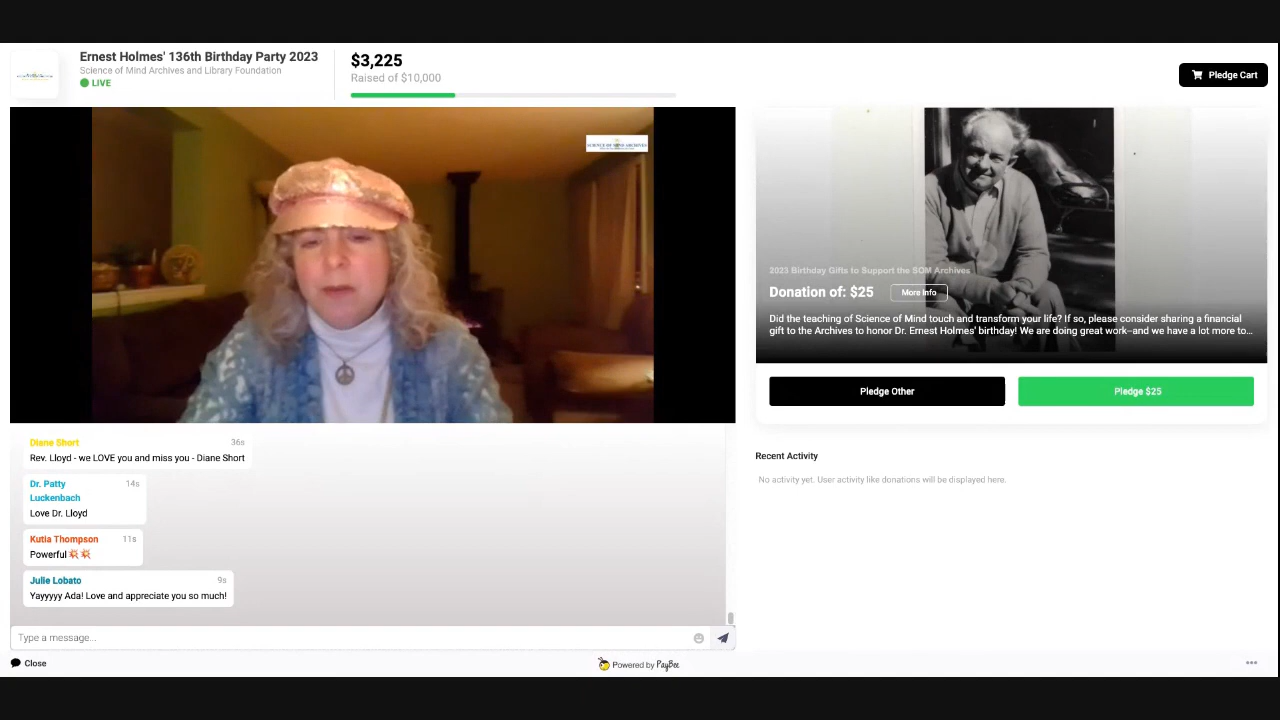 Ernest Holmes' 136th Birthday Party 2023
Science of Mind Archives and Library Foundation
LIVE
$3,225
Raised of $10,000
Pledge Cart
SCIENCE OF MIND ARCHIVES
2023 Birthday Gifts to Support the SOM Archives
Donation of: $25
More Info
Did the teaching of Science of Mind touch and transform your life? If so, please consider sharing a financial
gift to the Archives to honor Dr. Ernest Holmes' birthday! We are doing great work--and we have a lot more to...
Pledge Other
Pledge $25
Diane Short 36s
Rev. Lloyd - we LOVE you and miss you - Diane Short
Dr. Patty 14s
Luckenbach
Love Dr. Lloyd
Kutia Thompson 11s
Powerful 💥💥
Julie Lobato 9s
Yayyyyy Ada! Love and appreciate you so much!
Recent Activity
No activity yet. User activity like donations will be displayed here.
Type a message...
Close
Powered by PayBee